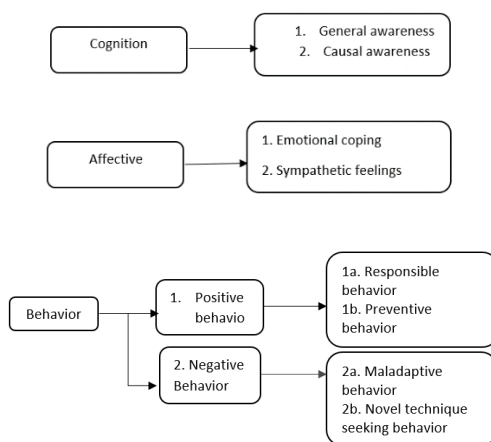 Cognition
1. General awareness
2. Causal awareness
Affective
1. Emotional coping
2. Sympathetic feelings
Behavior
1. Positive
behavio
1a. Responsible
behavior
1b. Preventive
behavior
2. Negative
Behavior
2a. Maladaptive
behavior
2b. Novel technique
seeking behavior